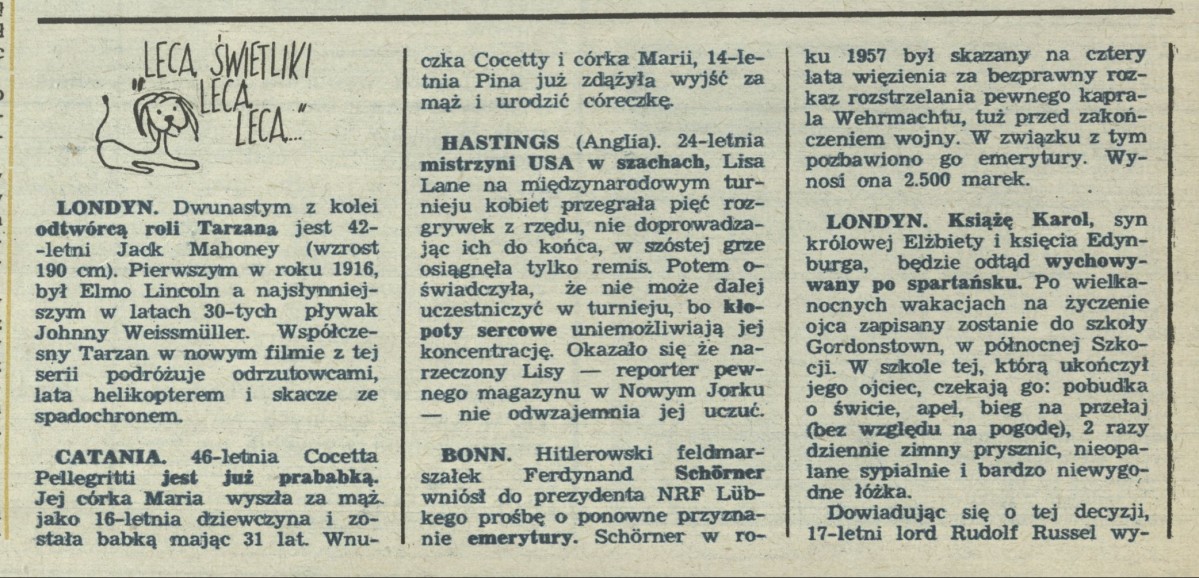 LECĄ, ŚWIETLIKI
LECĄ,
LECĄ..."
LONDYN. Dwunastym z kolei
odtwórcą roli Tarzana jest 42-
-letni Jack Mahoney (wzrost
190 cm). Pierwszym w roku 1916,
był Elmo Lincoln a najsłynniej-
szym w latach 30-tych pływak
Johnny Weissmüller. Współcze-
sny Tarzan w nowym filmie z tej
serii podróżuje odrzutowcami,
lata helikopterem i skacze ze
spadochronem.
CATANIA. 46-letnia Cocetta
Pellegritti jest już prababką.
Jej córka Maria wyszła za mąż
jako 16-letnia dziewczyna i zo-
stała babką mając 31 lat. Wnu-
czka Cocetty i córka Marii, 14-le-
tnia Pina już zdążyła wyjść za
mąż i urodzić córeczkę.
HASTINGS (Anglia). 24-letnia
mistrzyni USA w szachach, Lisa
Lane na międzynarodowym tur-
nieju kobiet przegrała pięć roz-
grywek z rzędu, nie doprowadza-
jąc ich do końca, w szóstej grze
osiągnęła tylko remis. Potem o-
świadczyła, że nie może dalej
uczestniczyć w turnieju, bo kło-
poty sercowe uniemożliwiają jej
koncentrację. Okazało się że na-
rzeczony Lisy — reporter pew-
nego magazynu w Nowym Jorku
— nie odwzajemnia jej uczuć.
BONN. Hitlerowski feldmar-
szałek Ferdynand Schörner
wniósł do prezydenta NRF Lüb-
kego prośbę o ponowne przyzna-
nie emerytury. Schörner w ro-
ku 1957 był skazany na cztery
lata więzienia za bezprawny roz-
kaz rozstrzelania pewnego kapra-
la Wehrmachtu, tuż przed zakoń-
czeniem wojny. W związku z tym
pozbawiono go emerytury. Wy-
nosi ona 2.500 marek.
LONDYN. Książę Karol, syn
królowej Elżbiety i księcia Edyn-
burga, będzie odtąd wychowy-
wany po spartańsku. Po wielka-
nocnych wakacjach na życzenie
ojca zapisany zostanie do szkoły
Gordonstown, w północnej Szko-
cji. W szkole tej, którą ukończył
jego ojciec, czekają go: pobudka
o świcie, apel, bieg na przełaj
(bez względu na pogodę), 2 razy
dziennie zimny prysznic, nieopa-
lane sypialnie i bardzo niewygo-
dne łóżka.
Dowiadując się o tej decyzji,
17-letni lord Rudolf Russel wy-